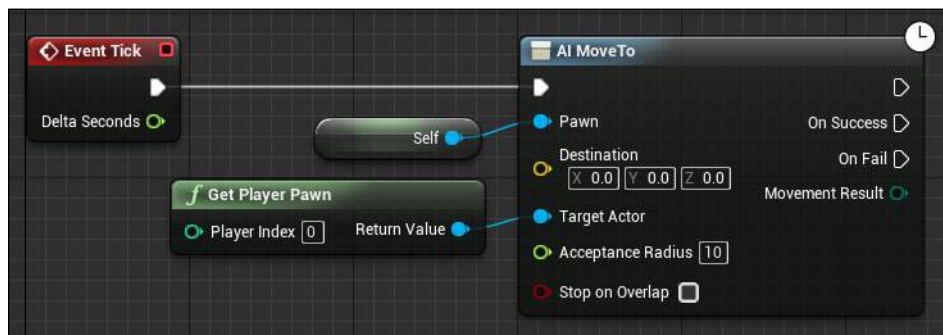 Event Tick
Delta Seconds
Self
f Get Player Pawn
Player Index 0
Return Value
AI MoveTo
Pawn
Destination
X 0.0 Y 0.0 Z 0.0
Target Actor
Acceptance Radius 10
Stop on Overlap
On Success
On Fail
Movement Result